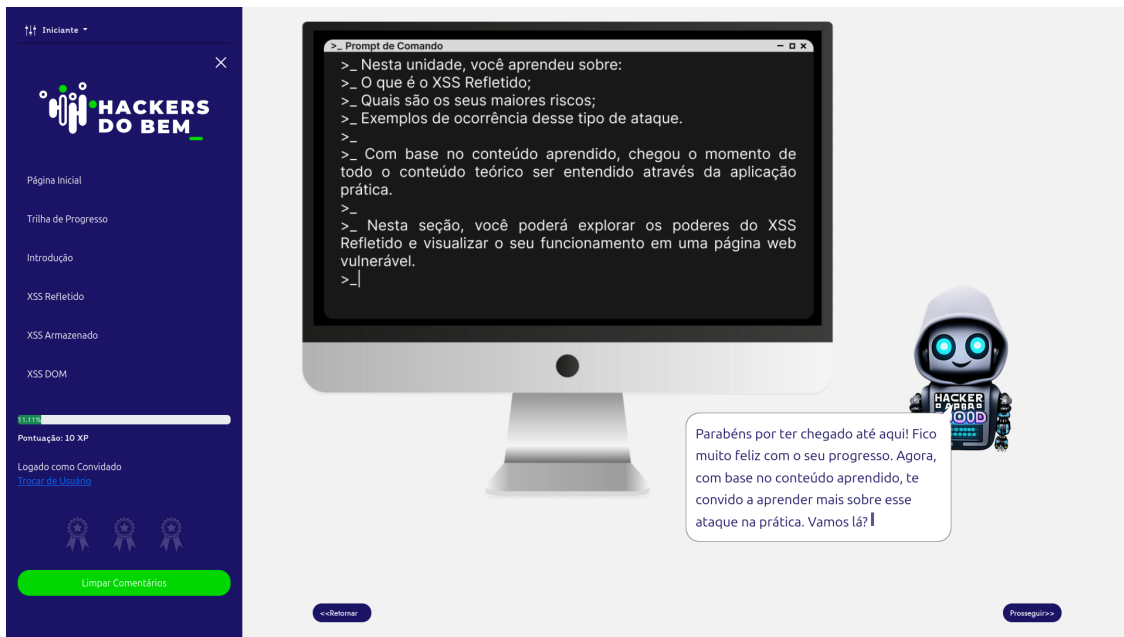 Iniciante
HACKERS
DO BEM_
Página Inicial
Trilha de Progresso
Introdução
XSS Refletido
XSS Armazenado
XSS DOM
11.11%
Pontuação: 10 XP
Logado como Convidado
Trocar de Usuário
Limpar Comentários
>_ Prompt de Comando
>_ Nesta unidade, você aprendeu sobre:
>_ O que é o XSS Refletido;
>_ Quais são os seus maiores riscos;
>_ Exemplos de ocorrência desse tipo de ataque.
>_
>_ Com base no conteúdo aprendido, chegou o momento de
todo o conteúdo teórico ser entendido através da aplicação
prática.
>_
>_ Nesta seção, você poderá explorar os poderes do XSS
Refletido e visualizar o seu funcionamento em uma página web
vulnerável.
>_
HACKER
Parabéns por ter chegado até aqui! Fico
muito feliz com o seu progresso. Agora,
com base no conteúdo aprendido, te
convido a aprender mais sobre esse
ataque na prática. Vamos lá?
<<Retornar
Prosseguir>>